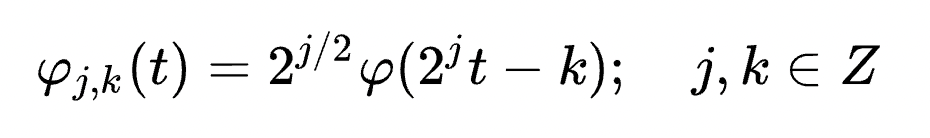 φ_{j,k}(t) = 2^{j/2} φ(2^j t − k);    j, k ∈ Z